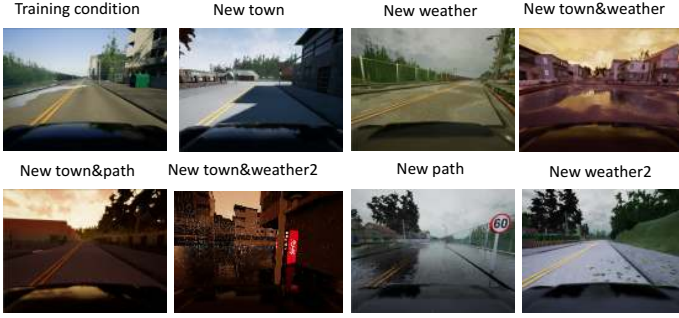 Training condition
New town
New weather
New town&weather
New town&path
New town&weather2
New path
New weather2
60